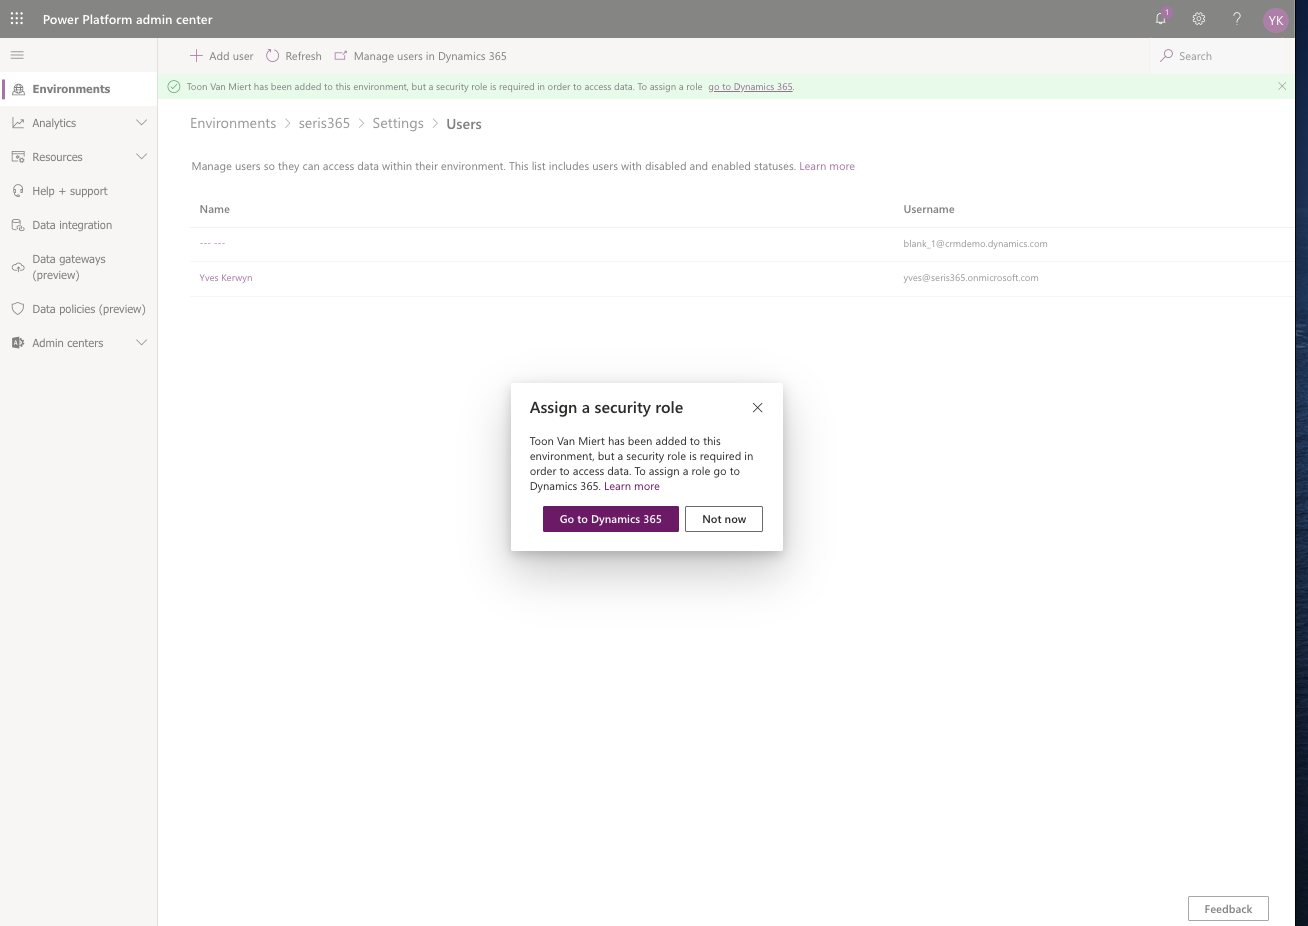 Power Platform admin center
1
?
YK
Add user
Refresh
Manage users in Dynamics 365
Search
Toon Van Miert has been added to this environment, but a security role is required in order to access data. To assign a role go to Dynamics 365.
Environments
Analytics
Resources
Help + support
Data integration
Data gateways
(preview)
Data policies (preview)
Admin centers
Environments > seris365 > Settings > Users
Manage users so they can access data within their environment. This list includes users with disabled and enabled statuses. Learn more
Name Username
--- --- blank_1@crmdemo.dynamics.com
Yves Kerwyn yves@seris365.onmicrosoft.com
Assign a security role
Toon Van Miert has been added to this
environment, but a security role is required in
order to access data. To assign a role go to
Dynamics 365. Learn more
Go to Dynamics 365
Not now
Feedback